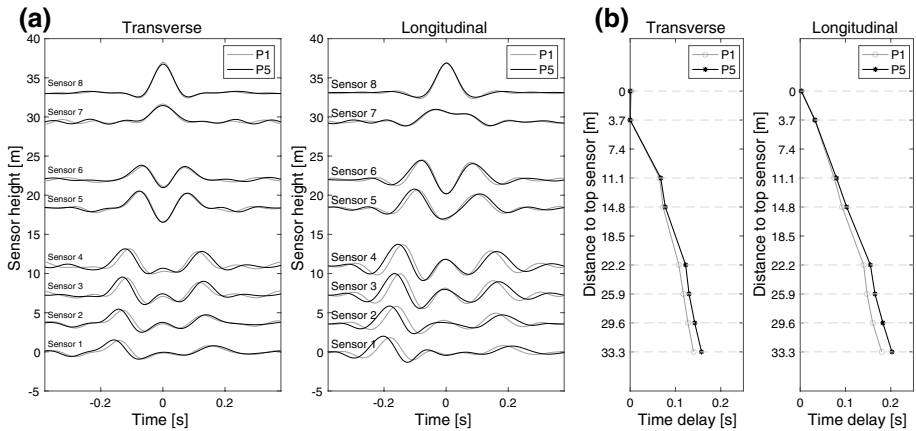 (a)
Transverse
Sensor height [m]
40
35
30
25
20
15
10
5
0
-5
P1
P5
Sensor 8
Sensor 7
Sensor 6
Sensor 5
Sensor 4
Sensor 3
Sensor 2
Sensor 1
-0.2
0
0.2
Time [s]
Longitudinal
Sensor height [m]
40
35
30
25
20
15
10
5
0
-5
P1
P5
Sensor 8
Sensor 7
Sensor 6
Sensor 5
Sensor 4
Sensor 3
Sensor 2
Sensor 1
-0.2
0
0.2
Time [s]
(b)
Transverse
Distance to top sensor [m]
P1
P5
0
3.7
7.4
11.1
14.8
18.5
22.2
25.9
29.6
33.3
0
0.1
0.2
Time delay [s]
Longitudinal
Distance to top sensor [m]
P1
P5
0
3.7
7.4
11.1
14.8
18.5
22.2
25.9
29.6
33.3
0
0.1
0.2
Time delay [s]